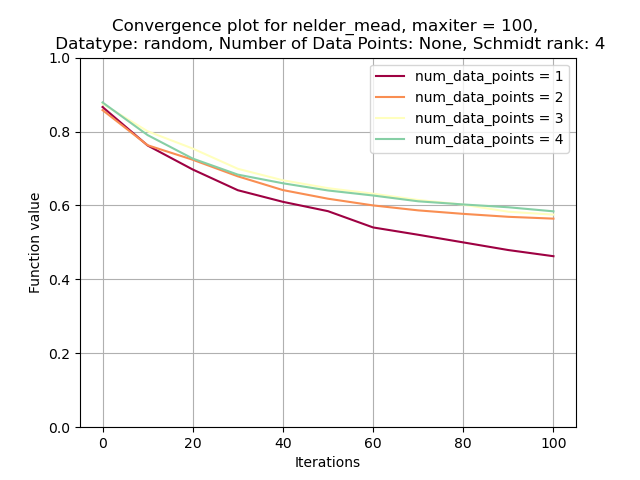 Convergence plot for nelder_mead, maxiter = 100,
Datatype: random, Number of Data Points: None, Schmidt rank: 4
1.0
0.8
0.6
0.4
0.2
0.0
Function value
num_data_points = 1
num_data_points = 2
num_data_points = 3
num_data_points = 4
0 20 40 60 80 100
Iterations